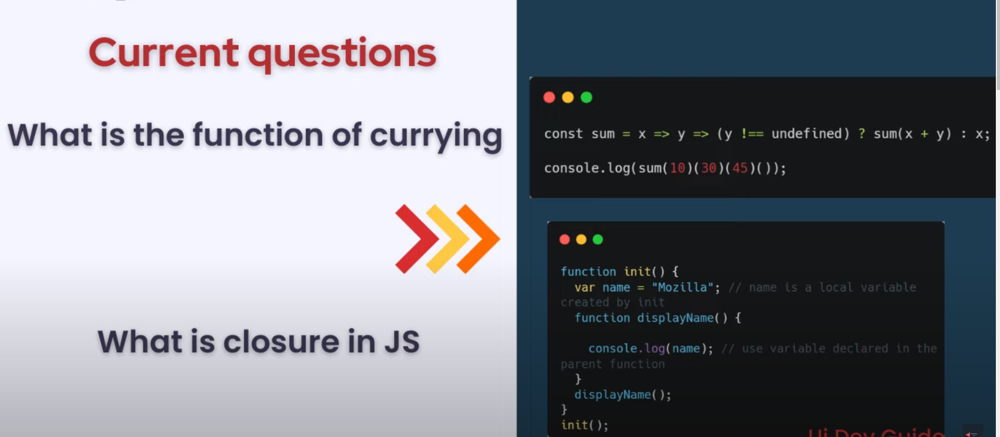 Current questions
What is the function of currying
What is closure in JS
const sum = x => y => (y !== undefined) ? sum(x + y) : x;
console.log(sum(10)(30)(45)());
function init() {
var name = "Mozilla"; // name is a local variable
created by init
function displayName() {
console.log(name); // use variable declared in the
parent function
}
displayName();
}
init();
Hi Dev Guide